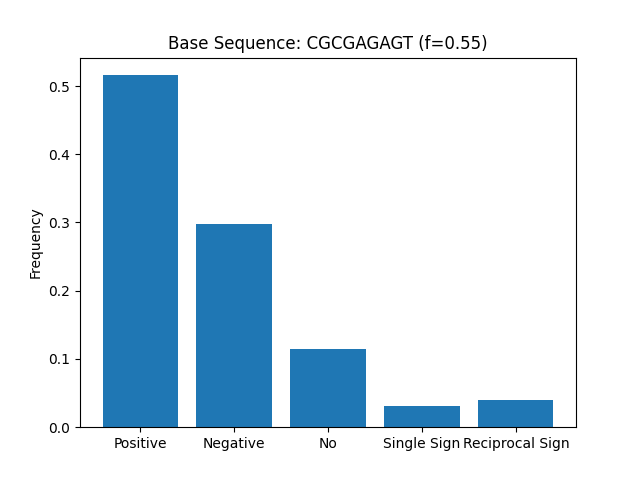 Base Sequence: CGCGAGAGT (f=0.55)
Frequency
0.5
0.4
0.3
0.2
0.1
0.0
Positive Negative No Single Sign Reciprocal Sign